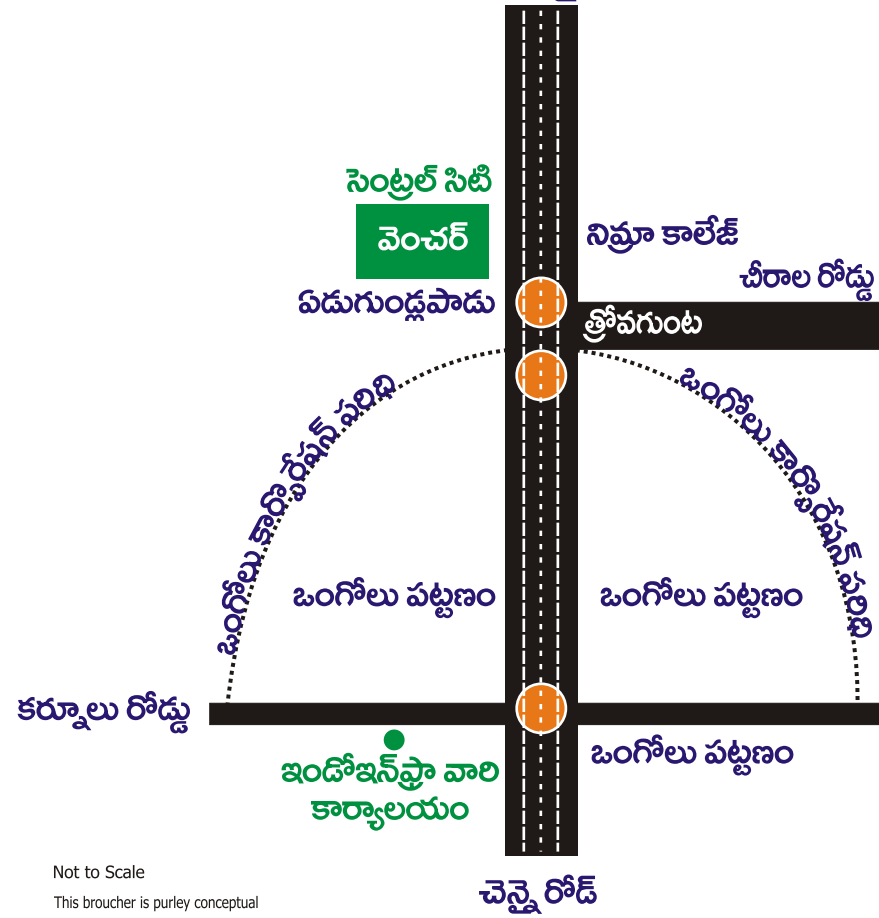 సెంట్రల్ సిటి
వెంచర్
నిమ్రా కాలేజ్
చీరాల రోడ్డు
ఏడుగుండ్లపాడు
త్రోవగుంట
ఒంగోలు కార్పొరేషన్ పరిధి
ఒంగోలు కార్పొరేషన్ పరిధి
ఒంగోలు పట్టణం
ఒంగోలు పట్టణం
కర్నూలు రోడ్డు
ఒంగోలు పట్టణం
ఇండోఇన్‌ఫ్రా వారి
కార్యాలయం
Not to Scale
This broucher is purley conceptual
చెన్నై రోడ్